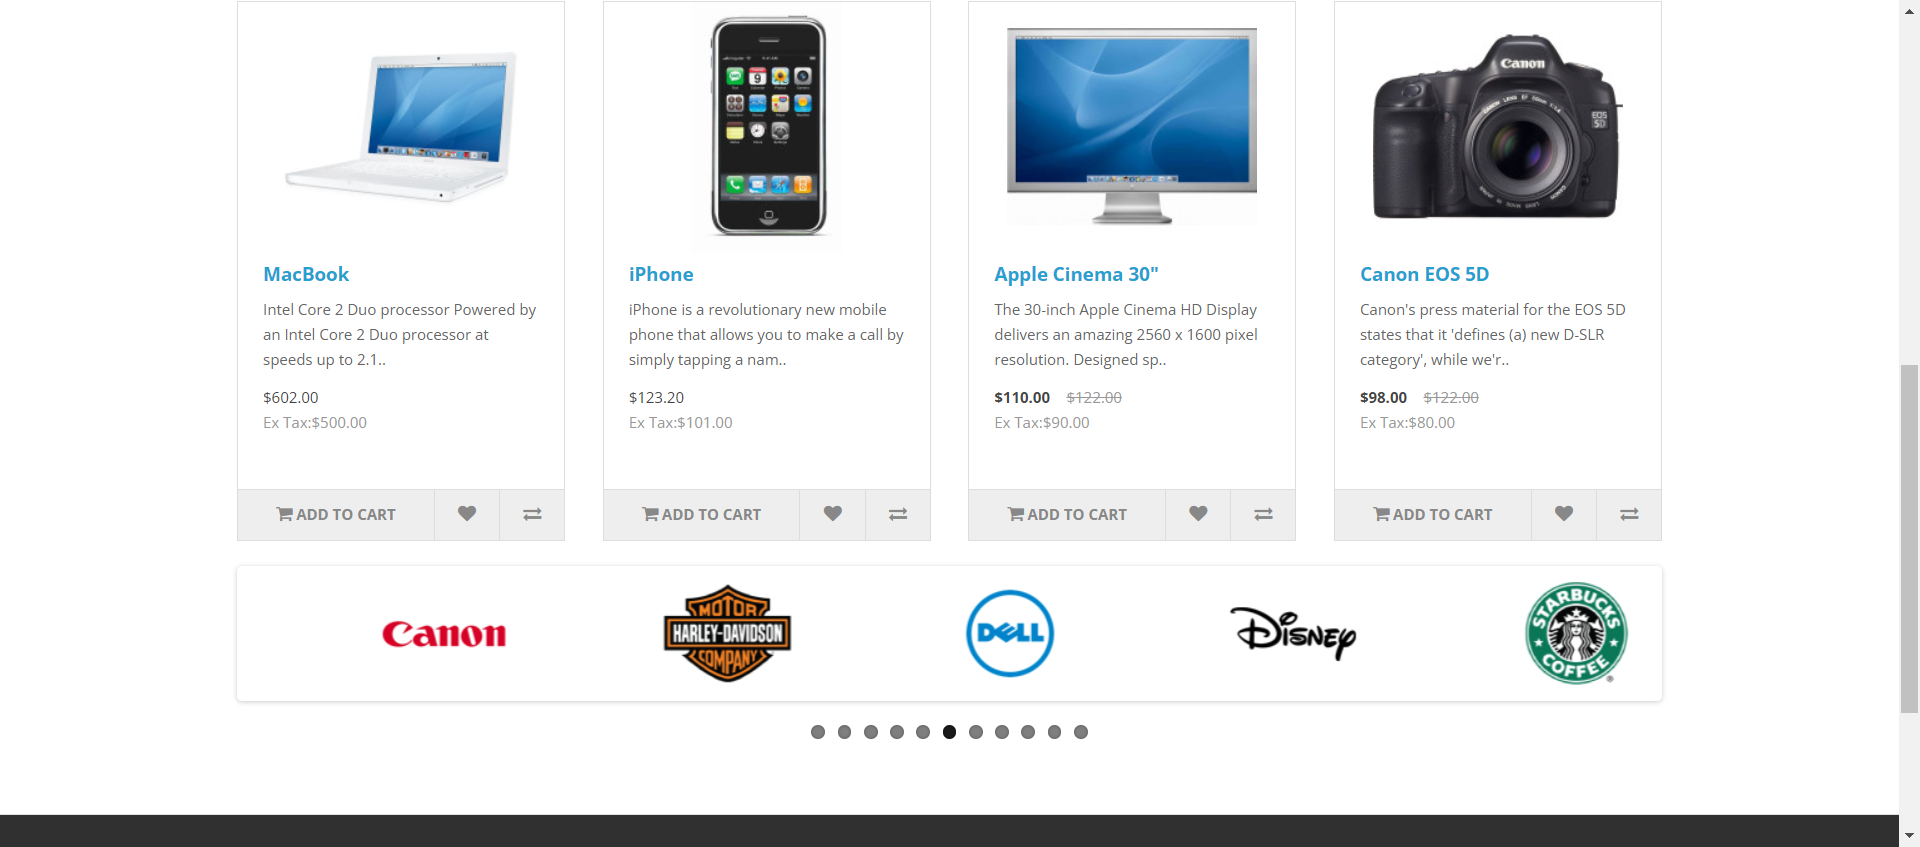 Canon
EOS
5D
MacBook
Intel Core 2 Duo processor Powered by
an Intel Core 2 Duo processor at
speeds up to 2.1..
$602.00
Ex Tax:$500.00
ADD TO CART
iPhone
iPhone is a revolutionary new mobile
phone that allows you to make a call by
simply tapping a nam..
$123.20
Ex Tax:$101.00
ADD TO CART
Apple Cinema 30"
The 30-inch Apple Cinema HD Display
delivers an amazing 2560 x 1600 pixel
resolution. Designed sp..
$110.00 $122.00
Ex Tax:$90.00
ADD TO CART
Canon EOS 5D
Canon's press material for the EOS 5D
states that it 'defines (a) new D-SLR
category', while we'r..
$98.00 $122.00
Ex Tax:$80.00
ADD TO CART
Canon
MOTOR
HARLEY-DAVIDSON
COMPANY
DELL
Disney
STARBUCKS
COFFEE
®